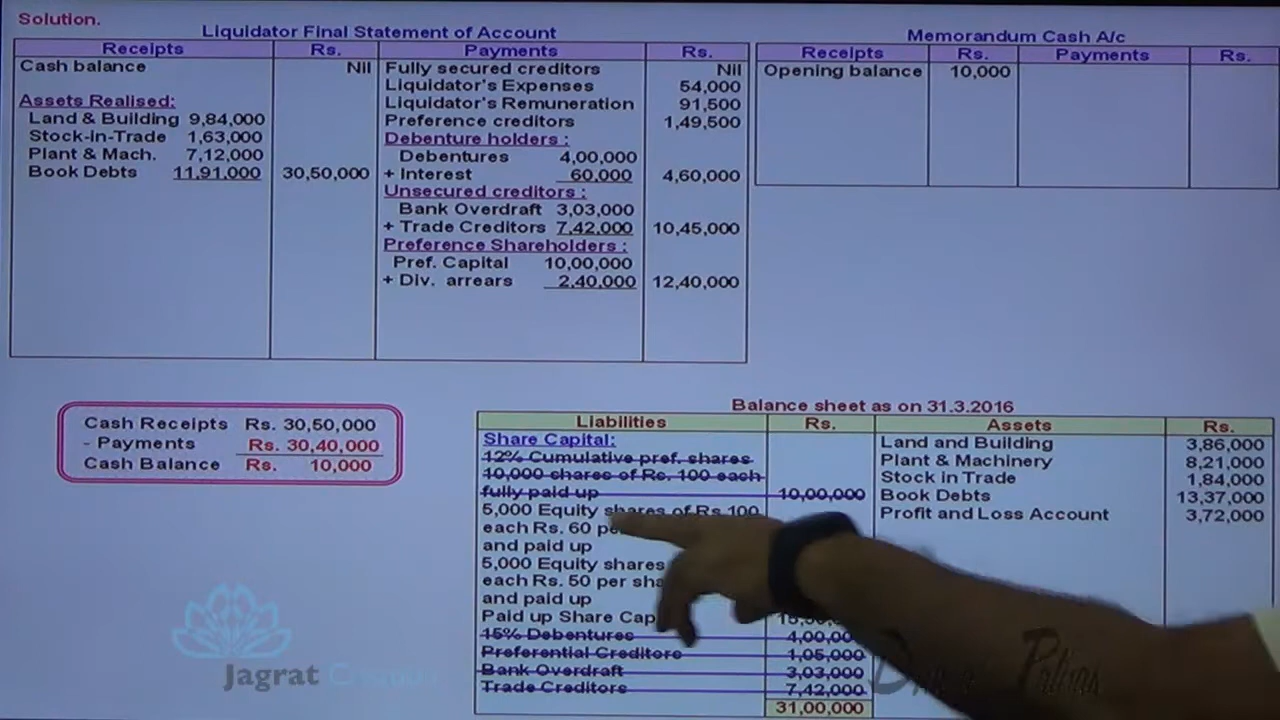 Solution.
Liquidator Final Statement of Account
Receipts Rs. Payments Rs.
Cash balance Nil Fully secured creditors Nil
Liquidator's Expenses 54,000
Assets Realised: Liquidator's Remuneration 91,500
Land & Building 9,84,000 Preference creditors 1,49,500
Stock-in-Trade 1,63,000 Debenture holders :
Plant & Mach. 7,12,000 Debentures 4,00,000
Book Debts 11,91,000 30,50,000 + Interest 60,000 4,60,000
Unsecured creditors :
Bank Overdraft 3,03,000
+ Trade Creditors 7,42,000 10,45,000
Preference Shareholders :
Pref. Capital 10,00,000
+ Div. arrears 2,40,000 12,40,000
Memorandum Cash A/c
Receipts Rs. Payments Rs.
Opening balance 10,000
Cash Receipts Rs. 30,50,000
- Payments Rs. 30,40,000
Cash Balance Rs. 10,000
Balance sheet as on 31.3.2016
Liabilities Rs. Assets Rs.
Share Capital: Land and Building 3,86,000
12% Cumulative pref. shares Plant & Machinery 8,21,000
10,000 shares of Rs. 100 each Stock in Trade 1,84,000
fully paid up 10,00,000 Book Debts 13,37,000
5,000 Equity shares of Rs 100 Profit and Loss Account 3,72,000
each Rs. 60
and paid up
5,000 Equity shares
each Rs. 50 per
and paid up
Paid up Share
15% Debentures
Preferential Creditors 1,05,000
Bank Overdraft 3,03,000
Trade Creditors 7,42,000
31,00,000
Jagrat